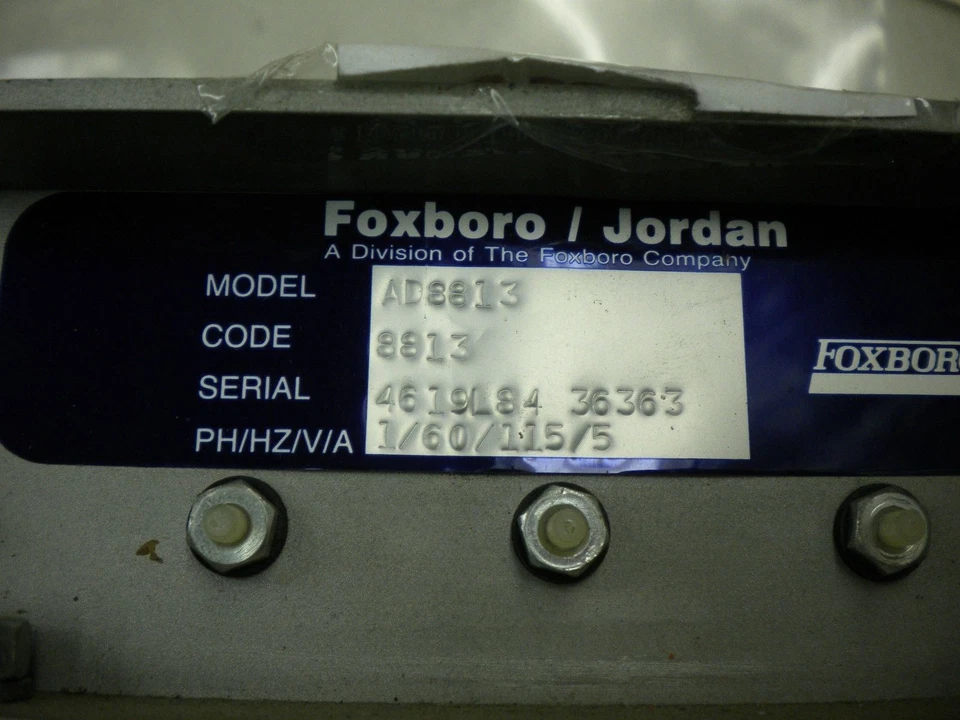 Foxboro / Jordan
A Division of The Foxboro Company
MODEL AD8813
CODE 8813
SERIAL 4619L84 36363
PH/HZ/V/A 1/60/115/5
FOXBORO